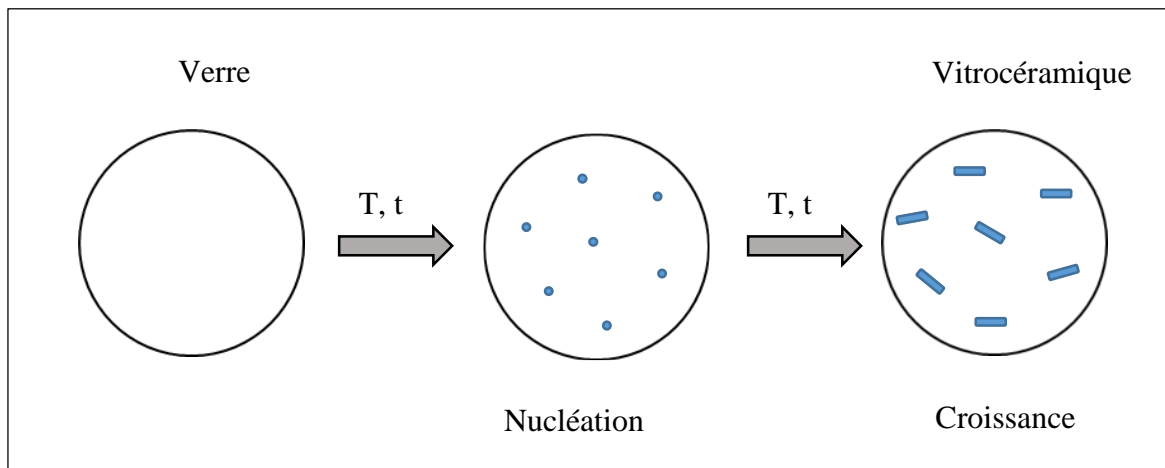 Verre
Vitrocéramique
T, t
T, t
Nucléation
Croissance